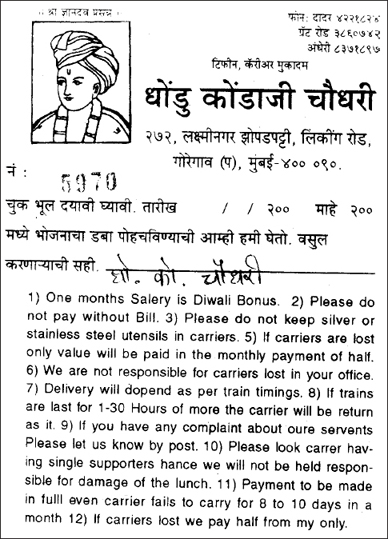 श्री ज्ञानदेव प्रसन्न
फोन: दादर ४२२१८२४
ग्रँट रोड ३८६०७४२
अंधेरी ८३७१८९७
टिफीन, कॅरीअर मुकादम
धोंडु कोंडाजी चौधरी
२७२, लक्ष्मीनगर झोपडपट्टी, लिकींग रोड,
गोरेगाव (प), मुंबई-४०० ०९०.
नं : 5970
चुक भूल दयावी घ्यावी. तारीख / / २०० माहे २००
मध्ये भोजनाचा डबा पोहचविण्याची आम्ही हमी घेतो. वसुल
करणाऱ्याची सही. धों. को. चौधरी
1) One months Salery is Diwali Bonus. 2) Please do
not pay without Bill. 3) Please do not keep silver or
stainless steel utensils in carriers. 5) If carriers are lost
only value will be paid in the monthly payment of half.
6) We are not responsible for carriers lost in your office.
7) Delivery will dopend as per train timings. 8) If trains
are last for 1-30 Hours of more the carrier will be return
as it. 9) If you have any complaint about oure servents
Please let us know by post. 10) Please look carrer hav-
ing single supporters hance we will not be held respon-
sible for damage of the lunch. 11) Payment to be made
in fulll even carrier fails to carry for 8 to 10 days in a
month 12) If carriers lost we pay half from my only.